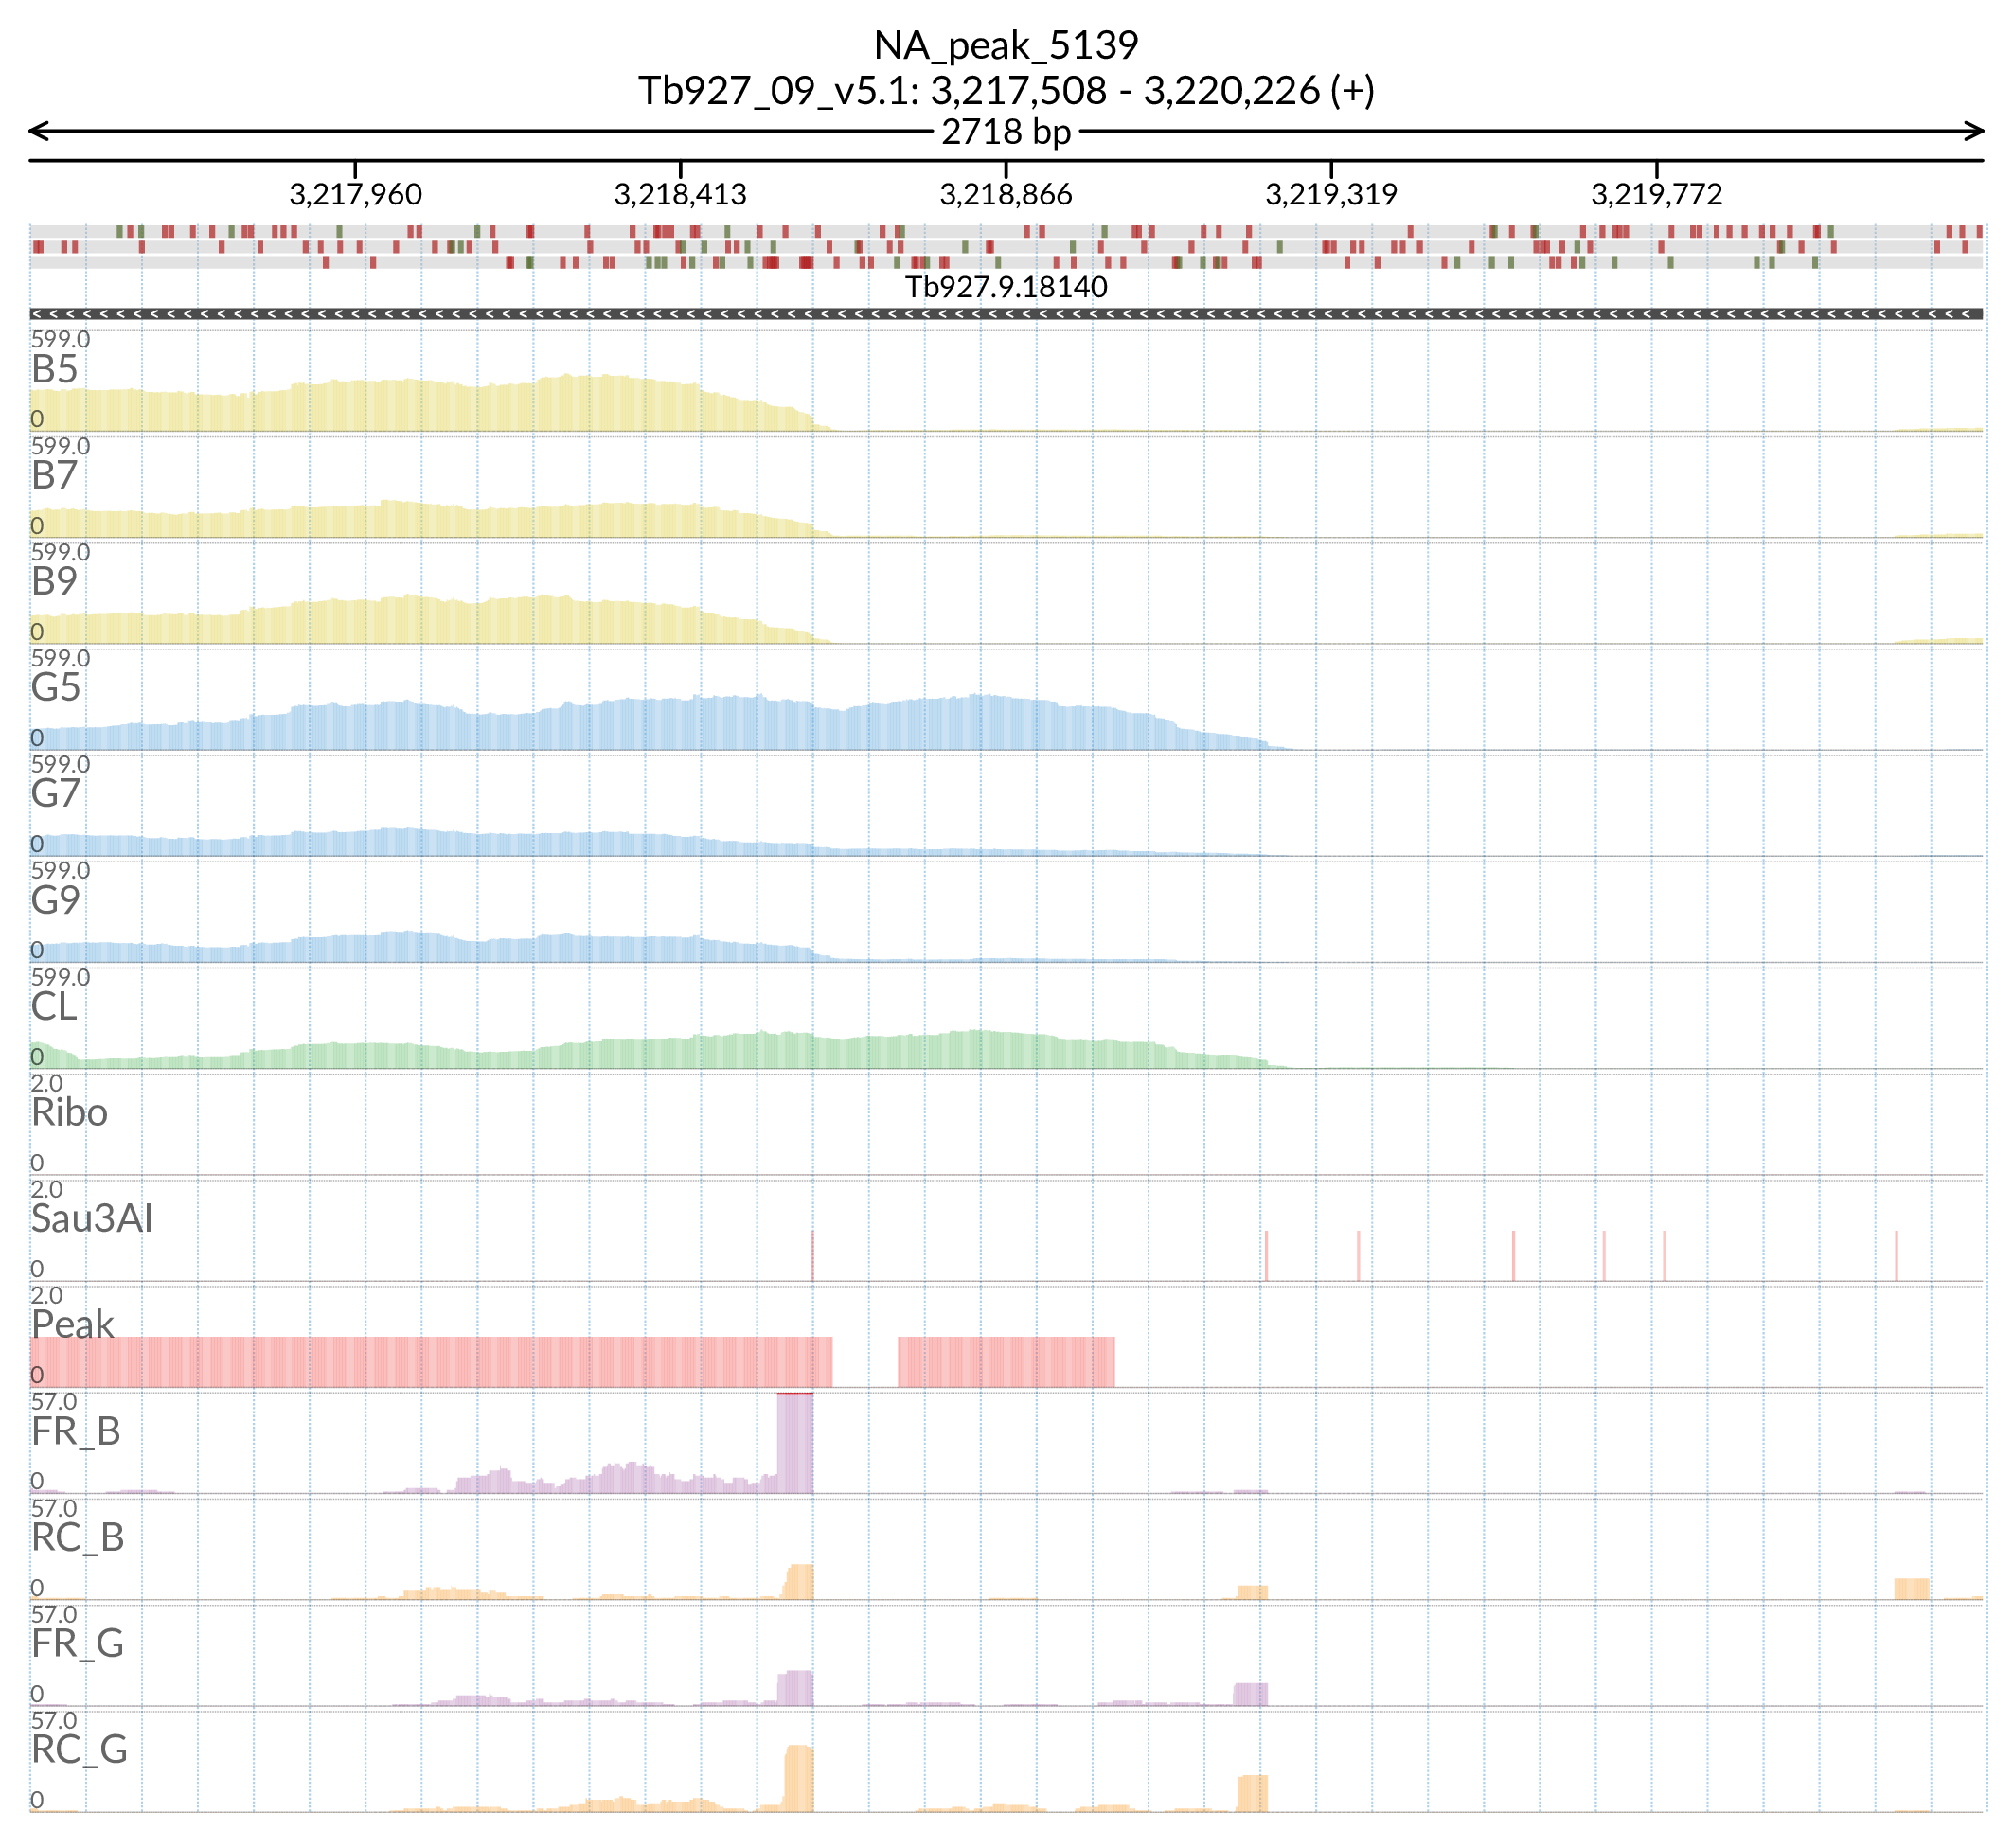 NA_peak_5139
Tb927_09_v5.1: 3,217,508 - 3,220,226 (+)
2718 bp
3,217,960 3,218,413 3,218,866 3,219,319 3,219,772
Tb927.9.18140
599.0
B5
0
599.0
B7
0
599.0
B9
0
599.0
G5
0
599.0
G7
0
599.0
G9
0
599.0
CL
0
2.0
Ribo
0
2.0
Sau3AI
0
2.0
Peak
0
57.0
FR_B
0
57.0
RC_B
0
57.0
FR_G
0
57.0
RC_G
0